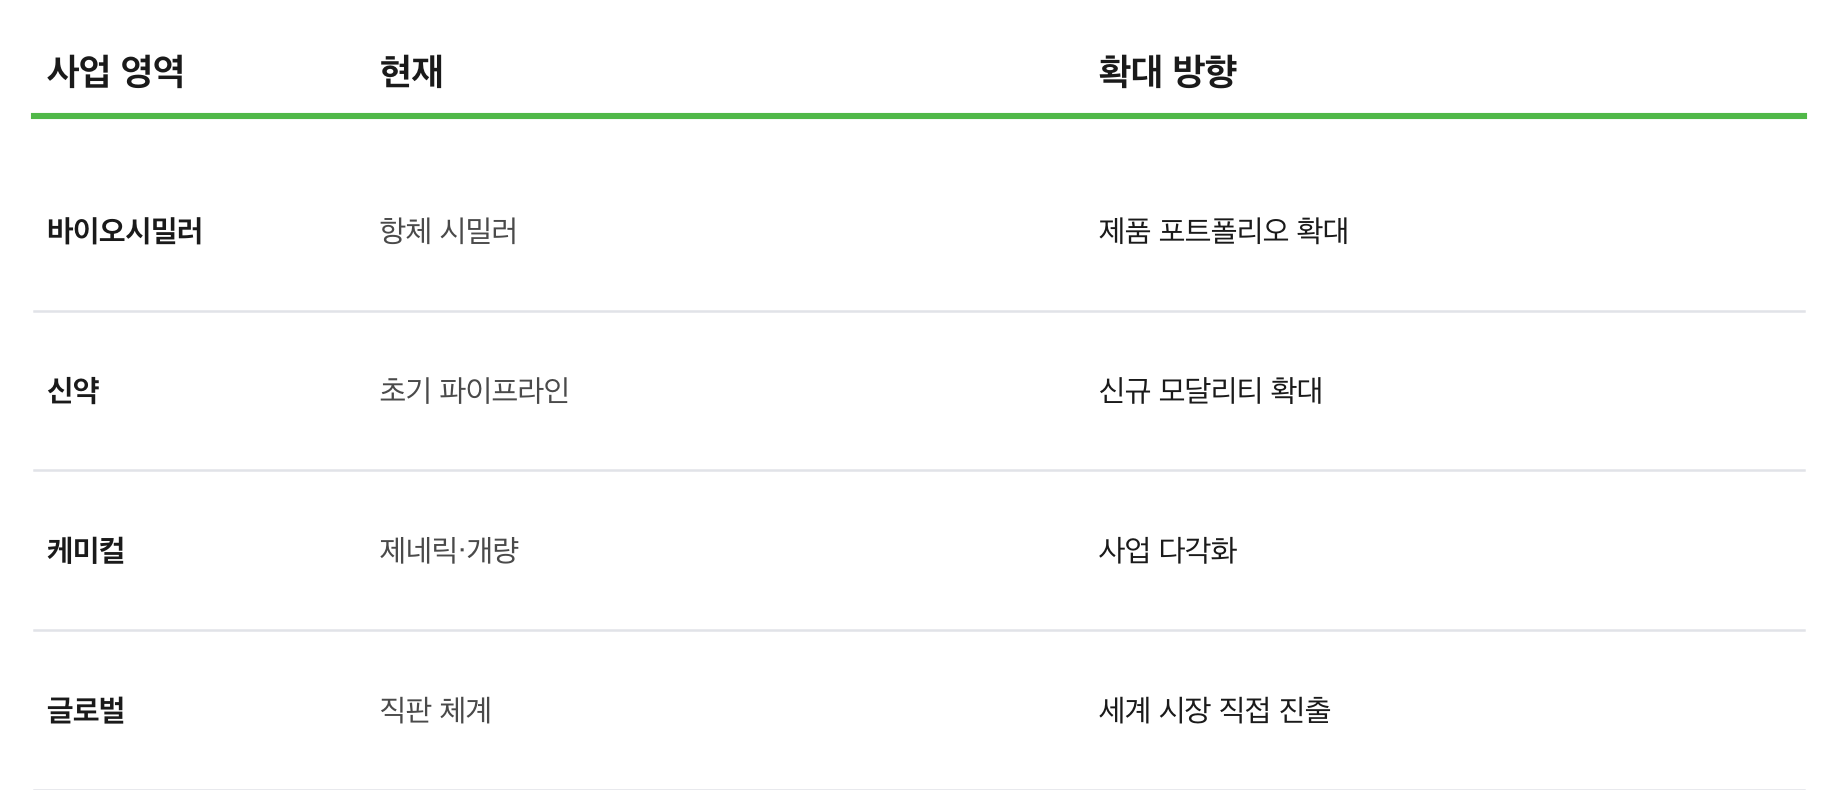 사업 영역 현재 확대 방향
바이오시밀러 항체 시밀러 제품 포트폴리오 확대
신약 초기 파이프라인 신규 모달리티 확대
케미컬 제네릭·개량 사업 다각화
글로벌 직판 체계 세계 시장 직접 진출